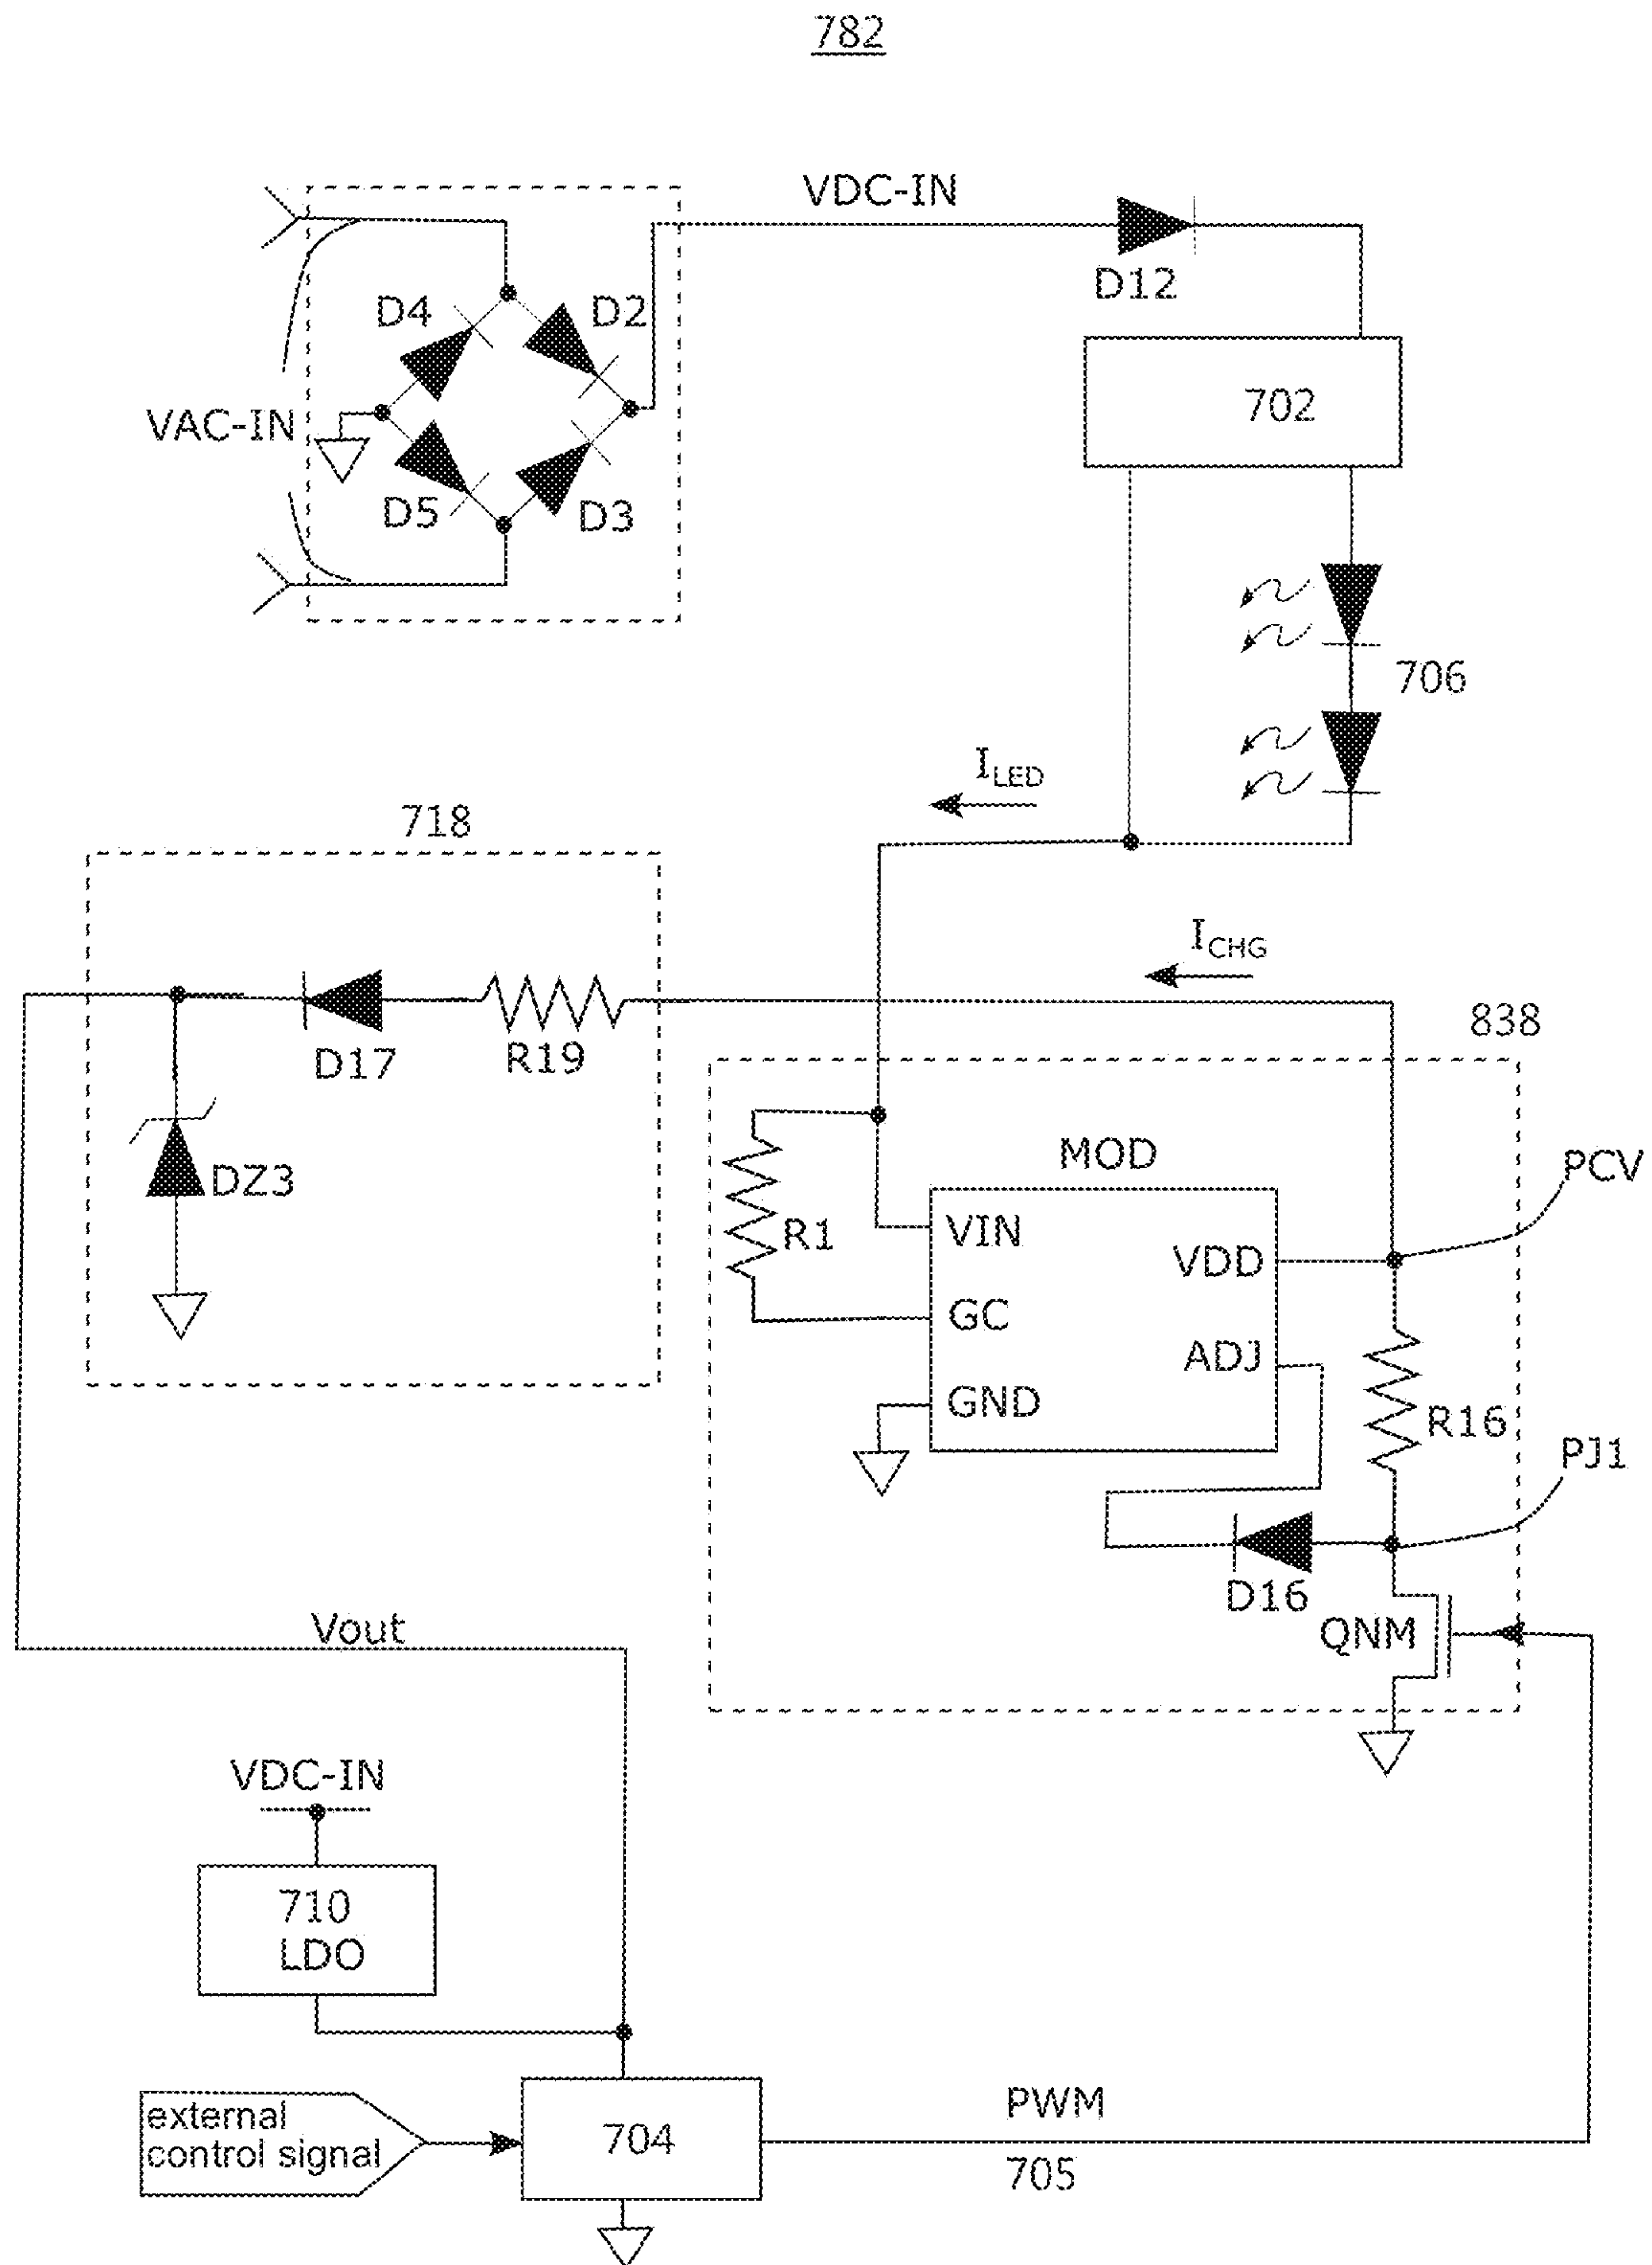 782
VDC-IN
D12
D4
D2
VAC-IN
D5
D3
702
706
I LED
718
I CHG
838
D17
R19
DZ3
MOD
PCV
R1
VIN
VDD
GC
ADJ
GND
R16
PJ1
D16
QNM
Vout
VDC-IN
710
LDO
external
control signal
704
PWM
705